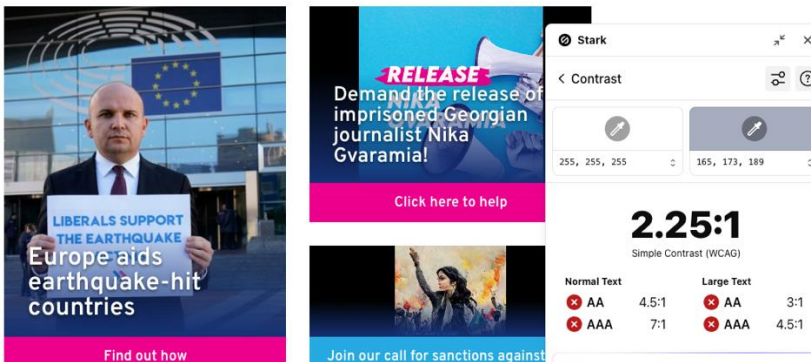 LIBERALS SUPPORT
THE EARTHQUAKE
Europe aids
earthquake-hit
countries
Find out how
RELEASE
NIKA
GVARAMIA
Demand the release of
imprisoned Georgian
journalist Nika
Gvaramia!
Click here to help
Join our call for sanctions against
Stark
Contrast
255, 255, 255
165, 173, 189
2.25:1
Simple Contrast (WCAG)
Normal Text
AA 4.5:1
AAA 7:1
Large Text
AA 3:1
AAA 4.5:1